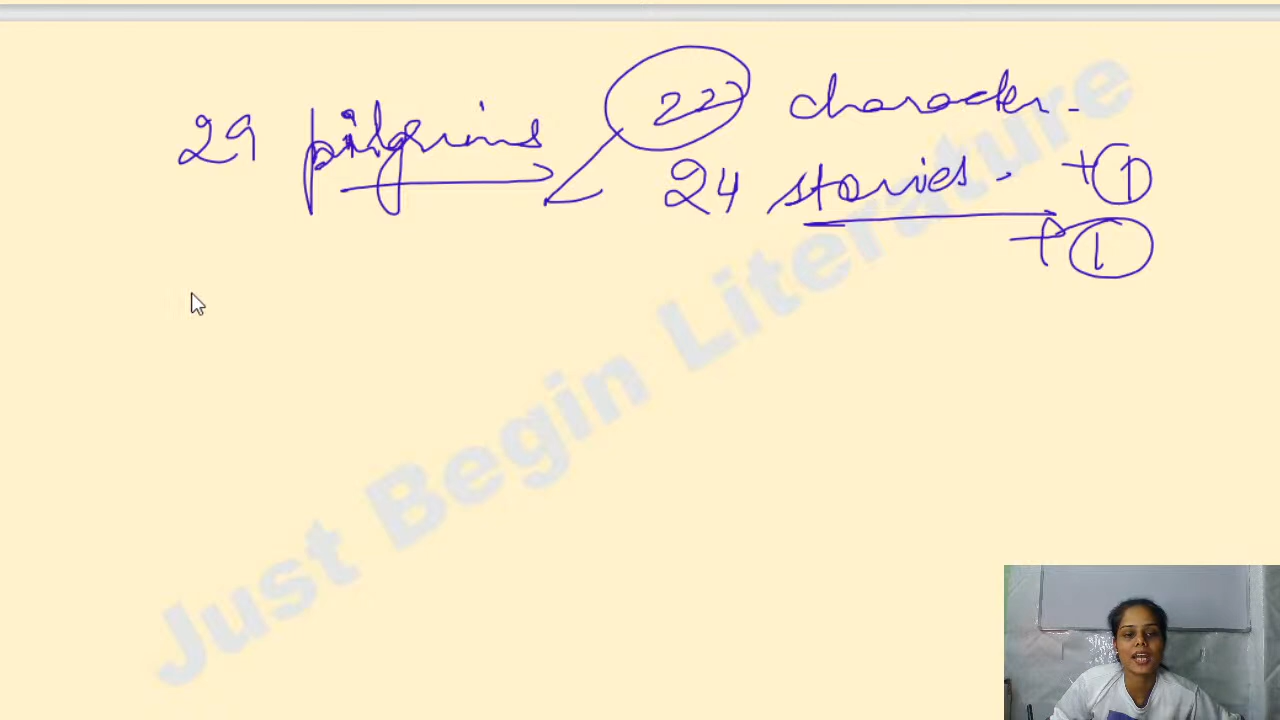 29 pilgrims 22 character.
24 stories. + 1
+ 1
Just Begin Literature